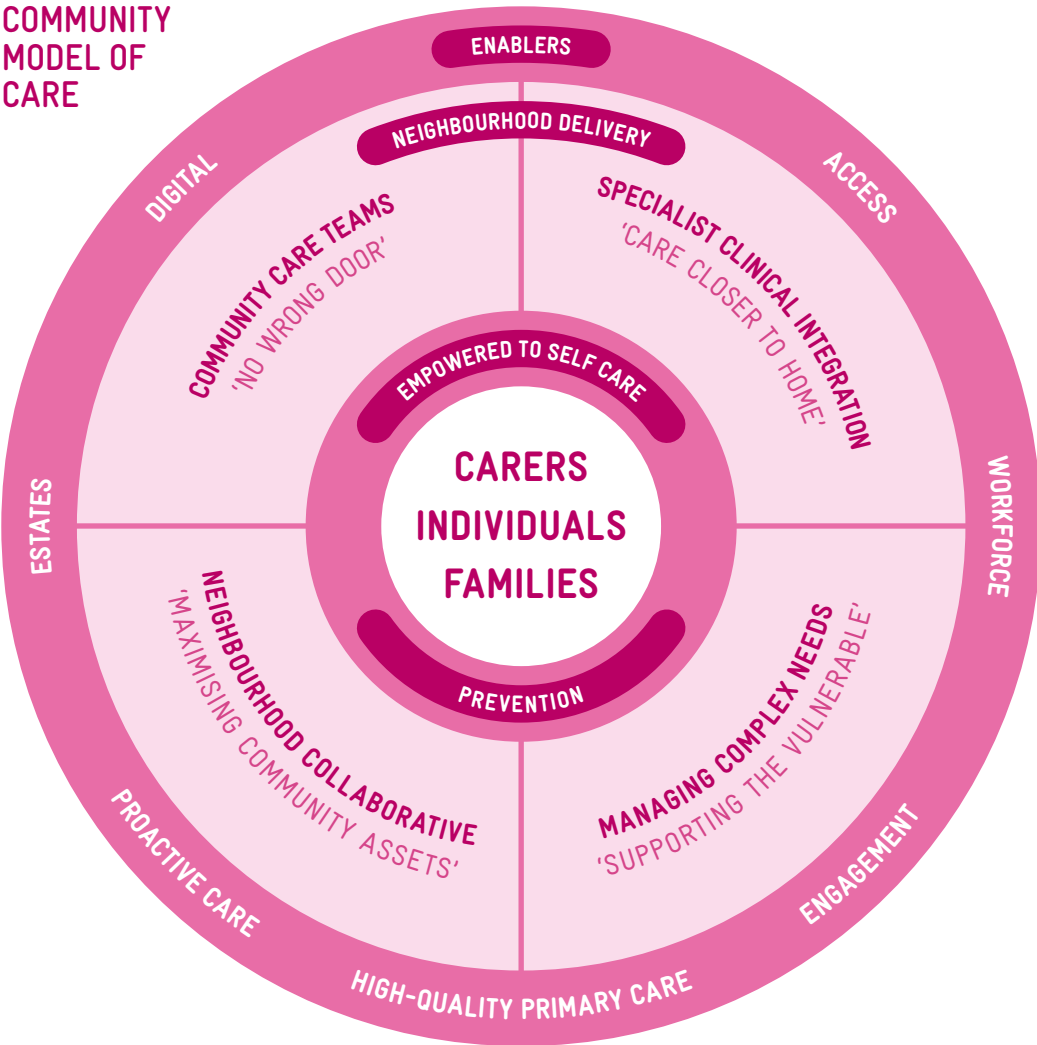 COMMUNITY
MODEL OF
CARE
ENABLERS
NEIGHBOURHOOD DELIVERY
DIGITAL
ACCESS
COMMUNITY CARE TEAMS
‘NO WRONG DOOR’
SPECIALIST CLINICAL INTEGRATION
‘CARE CLOSER TO HOME’
EMPOWERED TO SELF CARE
CARERS
INDIVIDUALS
FAMILIES
ESTATES
WORKFORCE
PREVENTION
NEIGHBOURHOOD COLLABORATIVE
‘MAXIMISING COMMUNITY ASSETS’
MANAGING COMPLEX NEEDS
‘SUPPORTING THE VULNERABLE’
PROACTIVE CARE
ENGAGEMENT
HIGH-QUALITY PRIMARY CARE